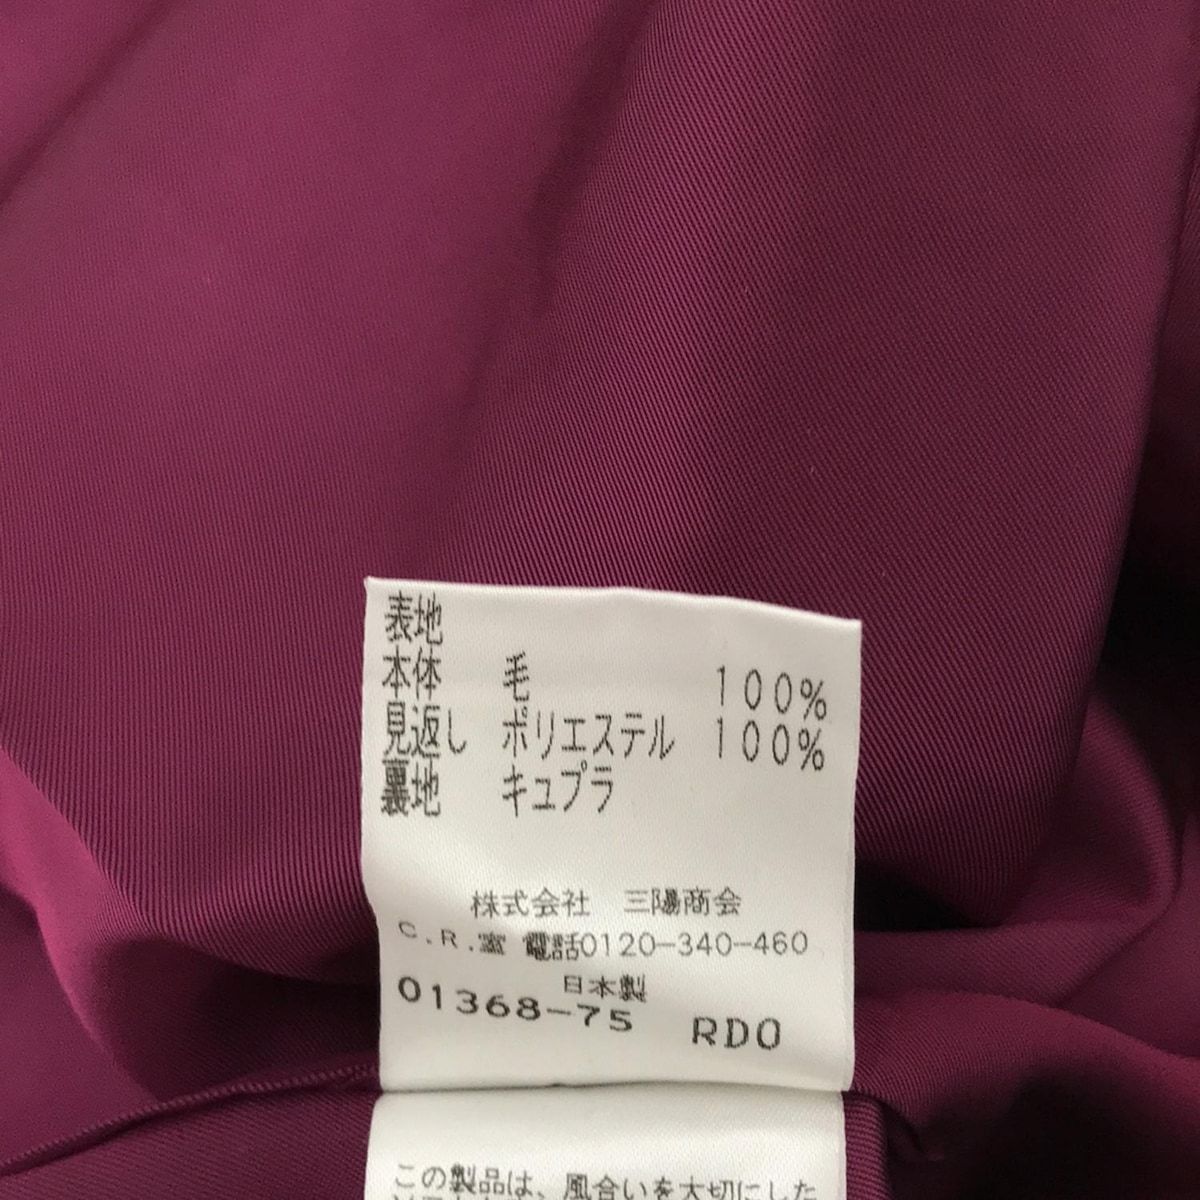 表地
本体 毛 100%
見返し ポリエステル 100%
裏地 キュプラ
株式会社 三陽商会
C.R.室 電話0120-340-460
日本製
01368-75 RDO
この製品は、風合いを大切にした